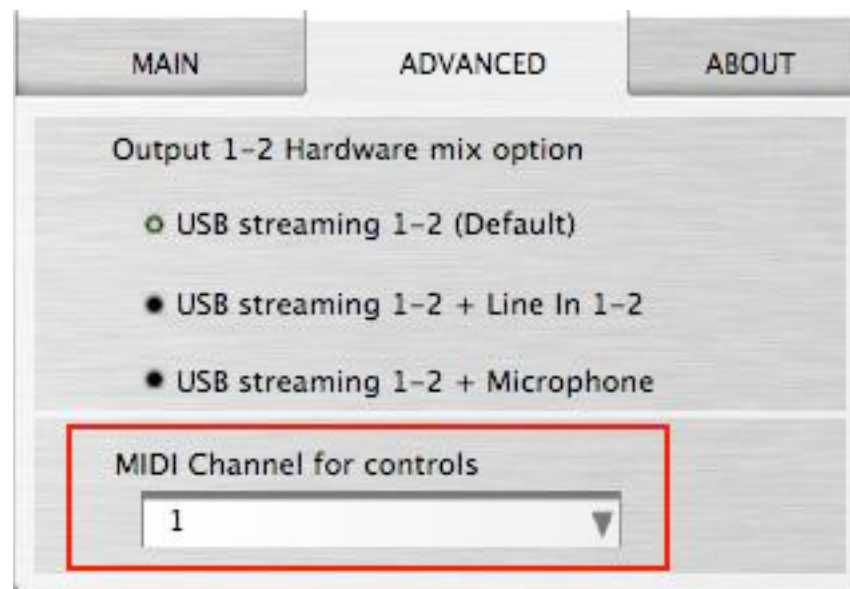 MAIN ADVANCED ABOUT
Output 1-2 Hardware mix option
USB streaming 1-2 (Default)
USB streaming 1-2 + Line In 1-2
USB streaming 1-2 + Microphone
MIDI Channel for controls
1